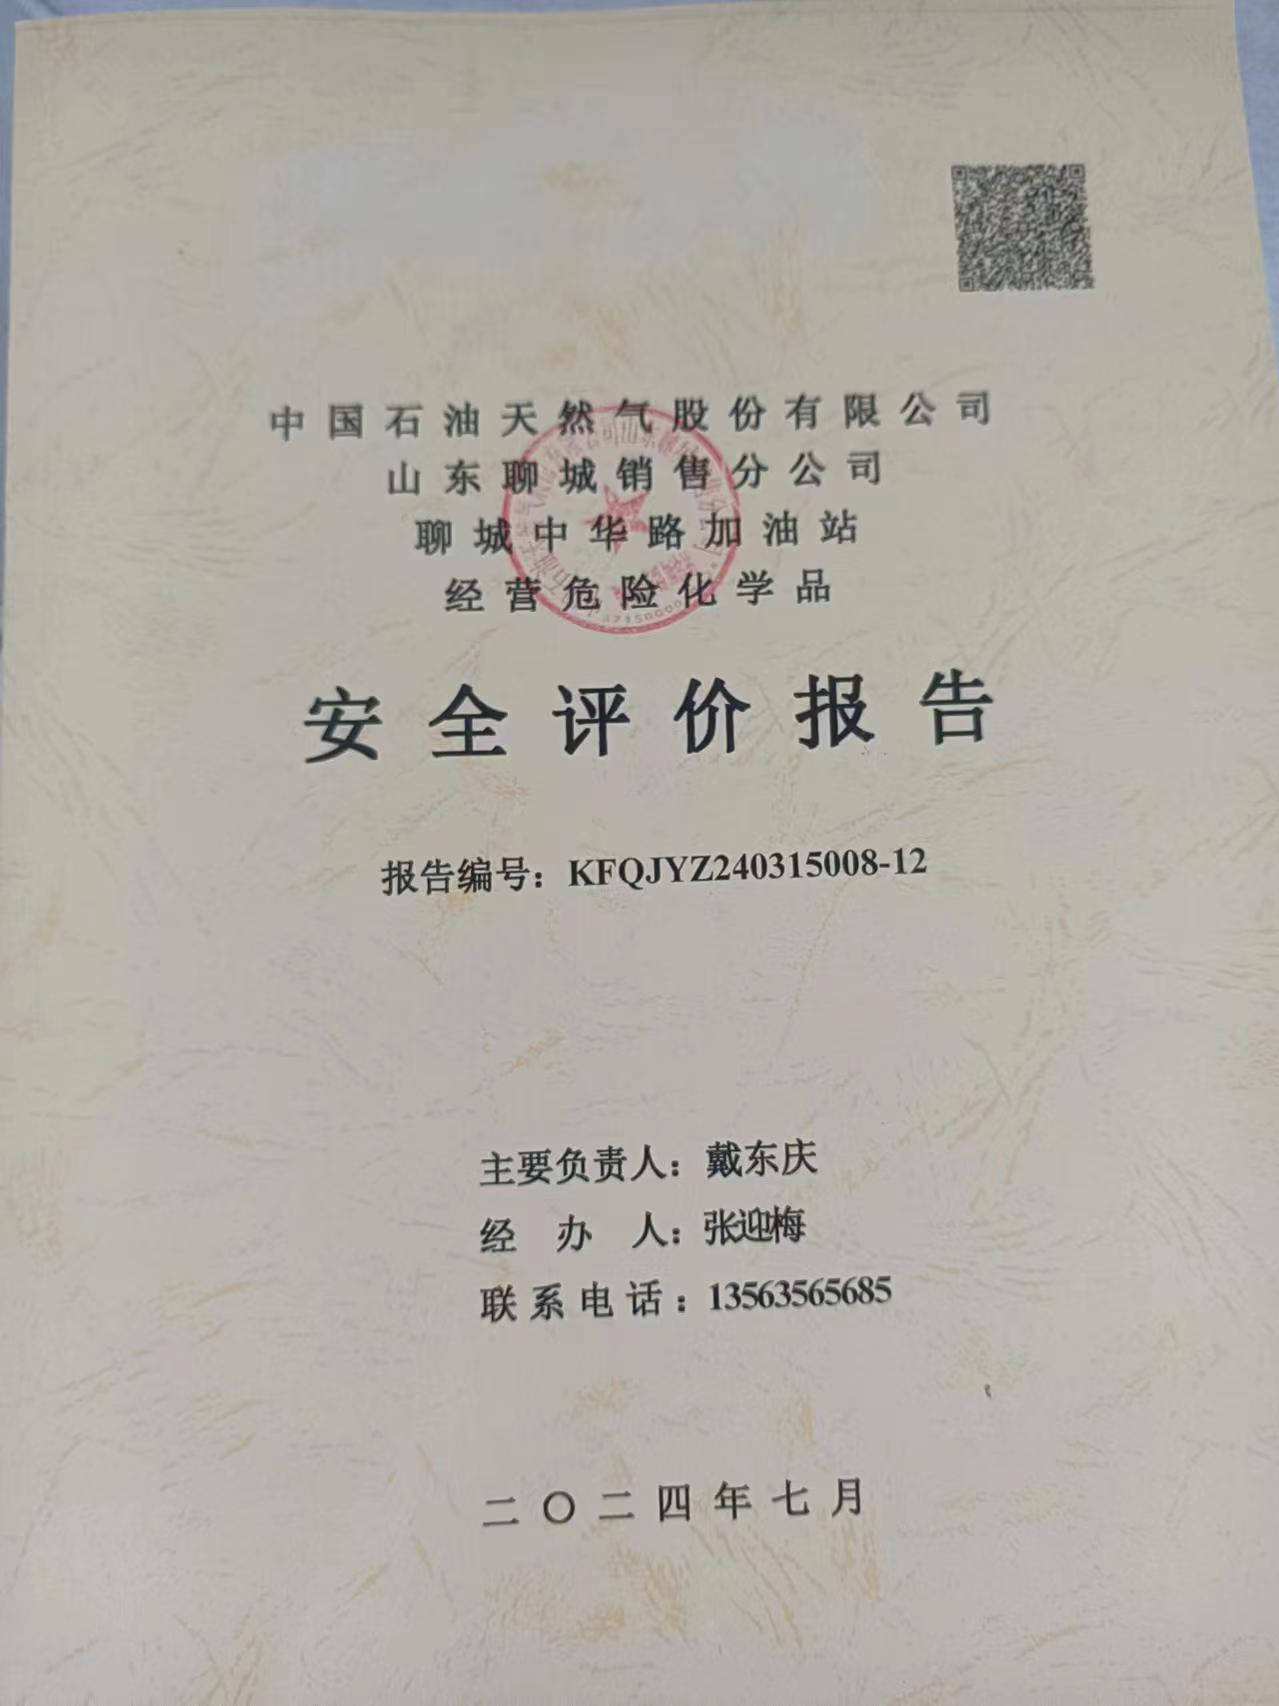 中国石油天然气股份有限公司
山东聊城销售分公司
聊城中华路加油站
经营危险化学品
安全评价报告
报告编号：KFQJYZ240315008-12
主要负责人：戴东庆
经办人：张迎梅
联系电话：13563565685
二〇二四年七月